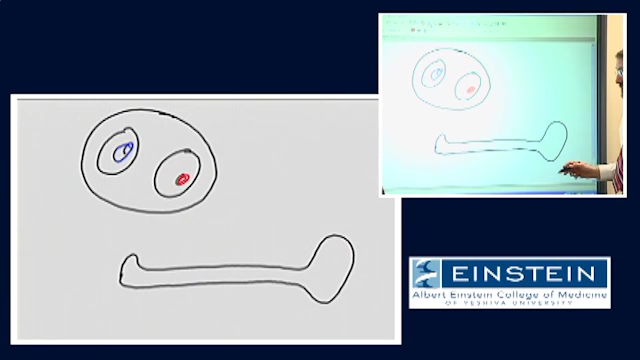 EINSTEIN
Albert Einstein College of Medicine
OF YESHIVA UNIVERSITY